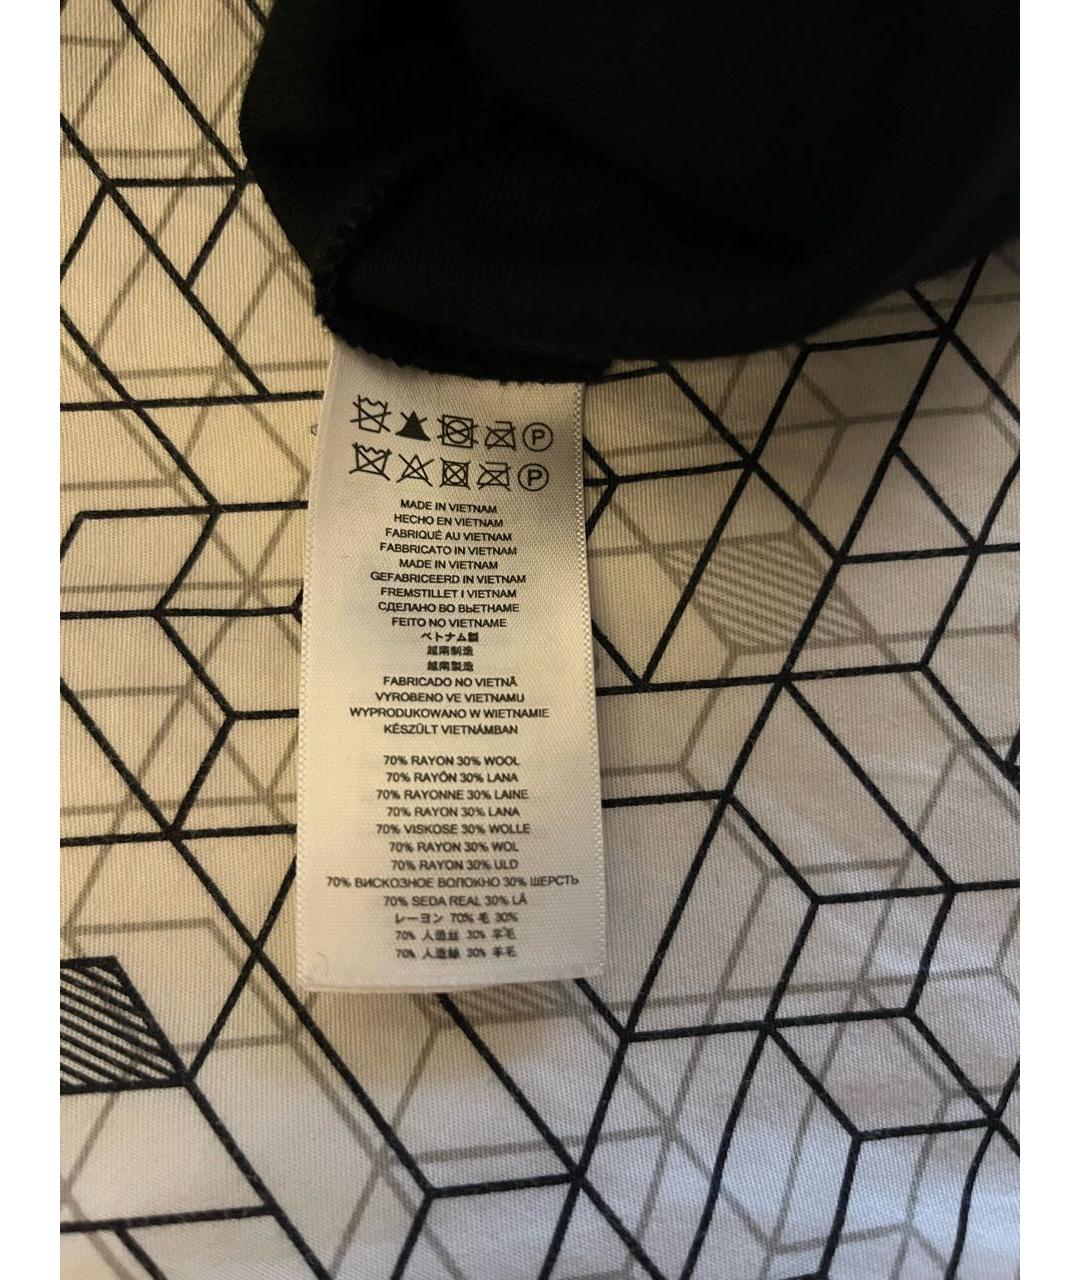 P
P
MADE IN VIETNAM
HECHO EN VIETNAM
FABRIQUÉ AU VIETNAM
FABBRICATO IN VIETNAM
MADE IN VIETNAM
GEFABRICEERD IN VIETNAM
FREMSTILLET I VIETNAM
СДЕЛАНО ВО ВЬЕТНАМЕ
FEITO NO VIETNAME
ベトナム製
越南制造
越南製造
FABRICADO NO VIETNÃ
VYROBENO VE VIETNAMU
WYPRODUKOWANO W WIETNAMIE
KÉSZÜLT VIETNÁMBAN
70% RAYON 30% WOOL
70% RAYÓN 30% LANA
70% RAYONNE 30% LAINE
70% RAYON 30% LANA
70% VISKOSE 30% WOLLE
70% RAYON 30% WOL
70% RAYON 30% ULD
70% ВИСКОЗНОЕ ВОЛОКНО 30% ШЕРСТЬ
70% SEDA REAL 30% LÃ
レーヨン 70% 毛 30%
70% 人造丝 30% 羊毛
70% 人造絲 30% 羊毛